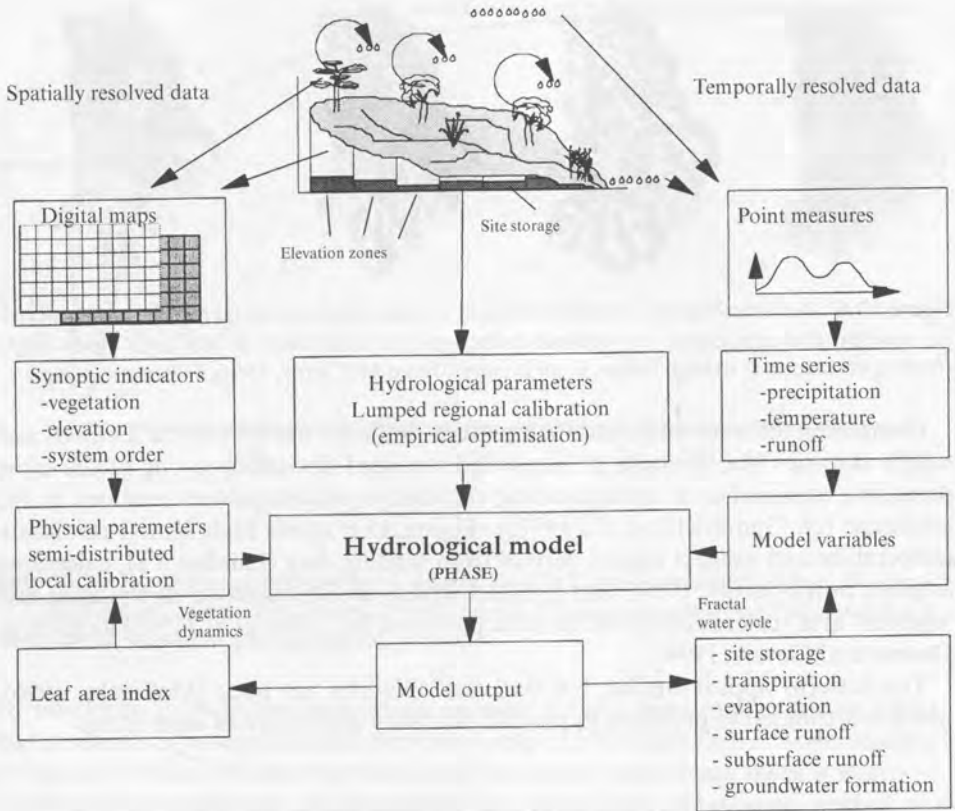 Spatially resolved data
Temporally resolved data
Digital maps
Elevation zones
Site storage
Point measures
Synoptic indicators
-vegetation
-elevation
-system order
Hydrological parameters
Lumped regional calibration
(empirical optimisation)
Time series
-precipitation
-temperature
-runoff
Physical paremeters
semi-distributed
local calibration
Hydrological model
(PHASE)
Model variables
Vegetation
dynamics
Fractal
water cycle
Leaf area index
Model output
- site storage
- transpiration
- evaporation
- surface runoff
- subsurface runoff
- groundwater formation